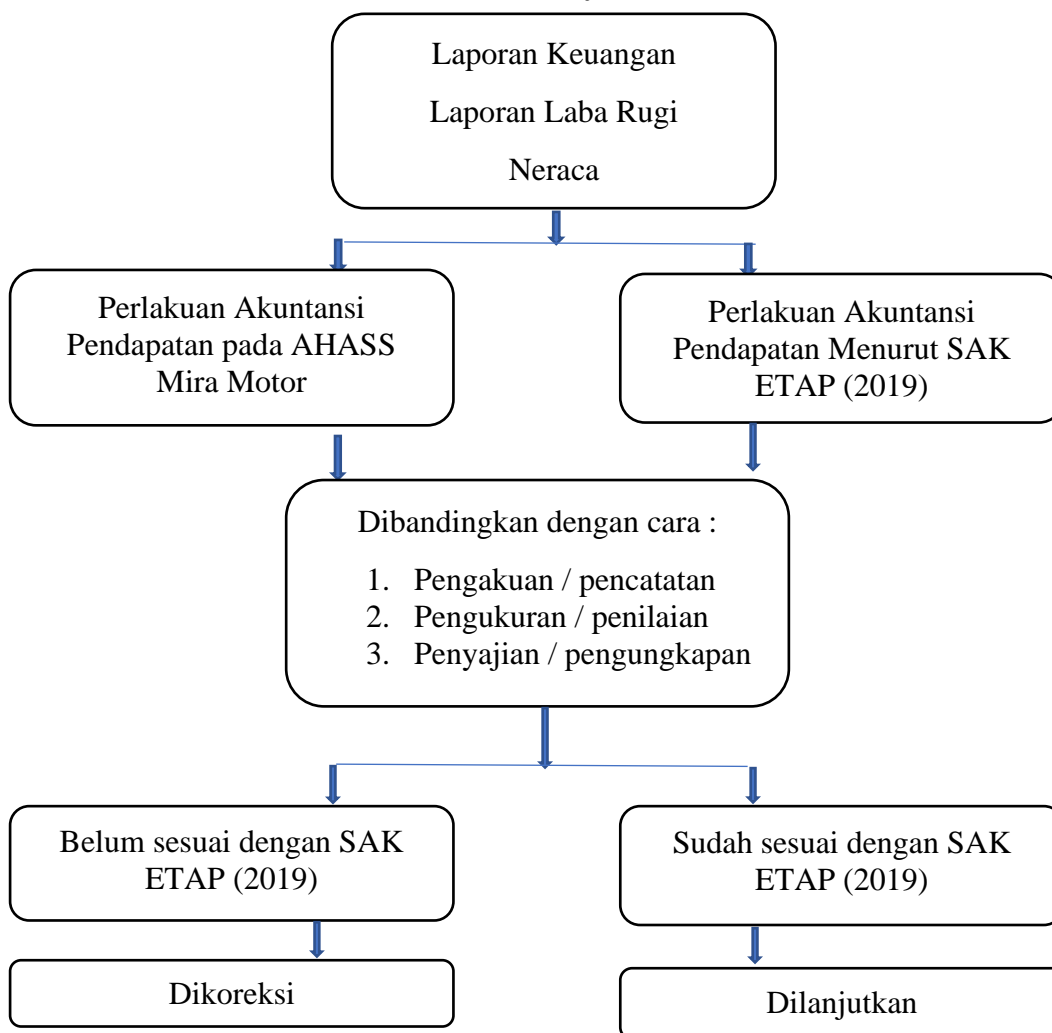 Laporan Keuangan
Laporan Laba Rugi
Neraca
Perlakuan Akuntansi
Pendapatan pada AHASS
Mira Motor
Perlakuan Akuntansi
Pendapatan Menurut SAK
ETAP (2019)
Dibandingkan dengan cara :
1. Pengakuan / pencatatan
2. Pengukuran / penilaian
3. Penyajian / pengungkapan
Belum sesuai dengan SAK
ETAP (2019)
Sudah sesuai dengan SAK
ETAP (2019)
Dikoreksi
Dilanjutkan